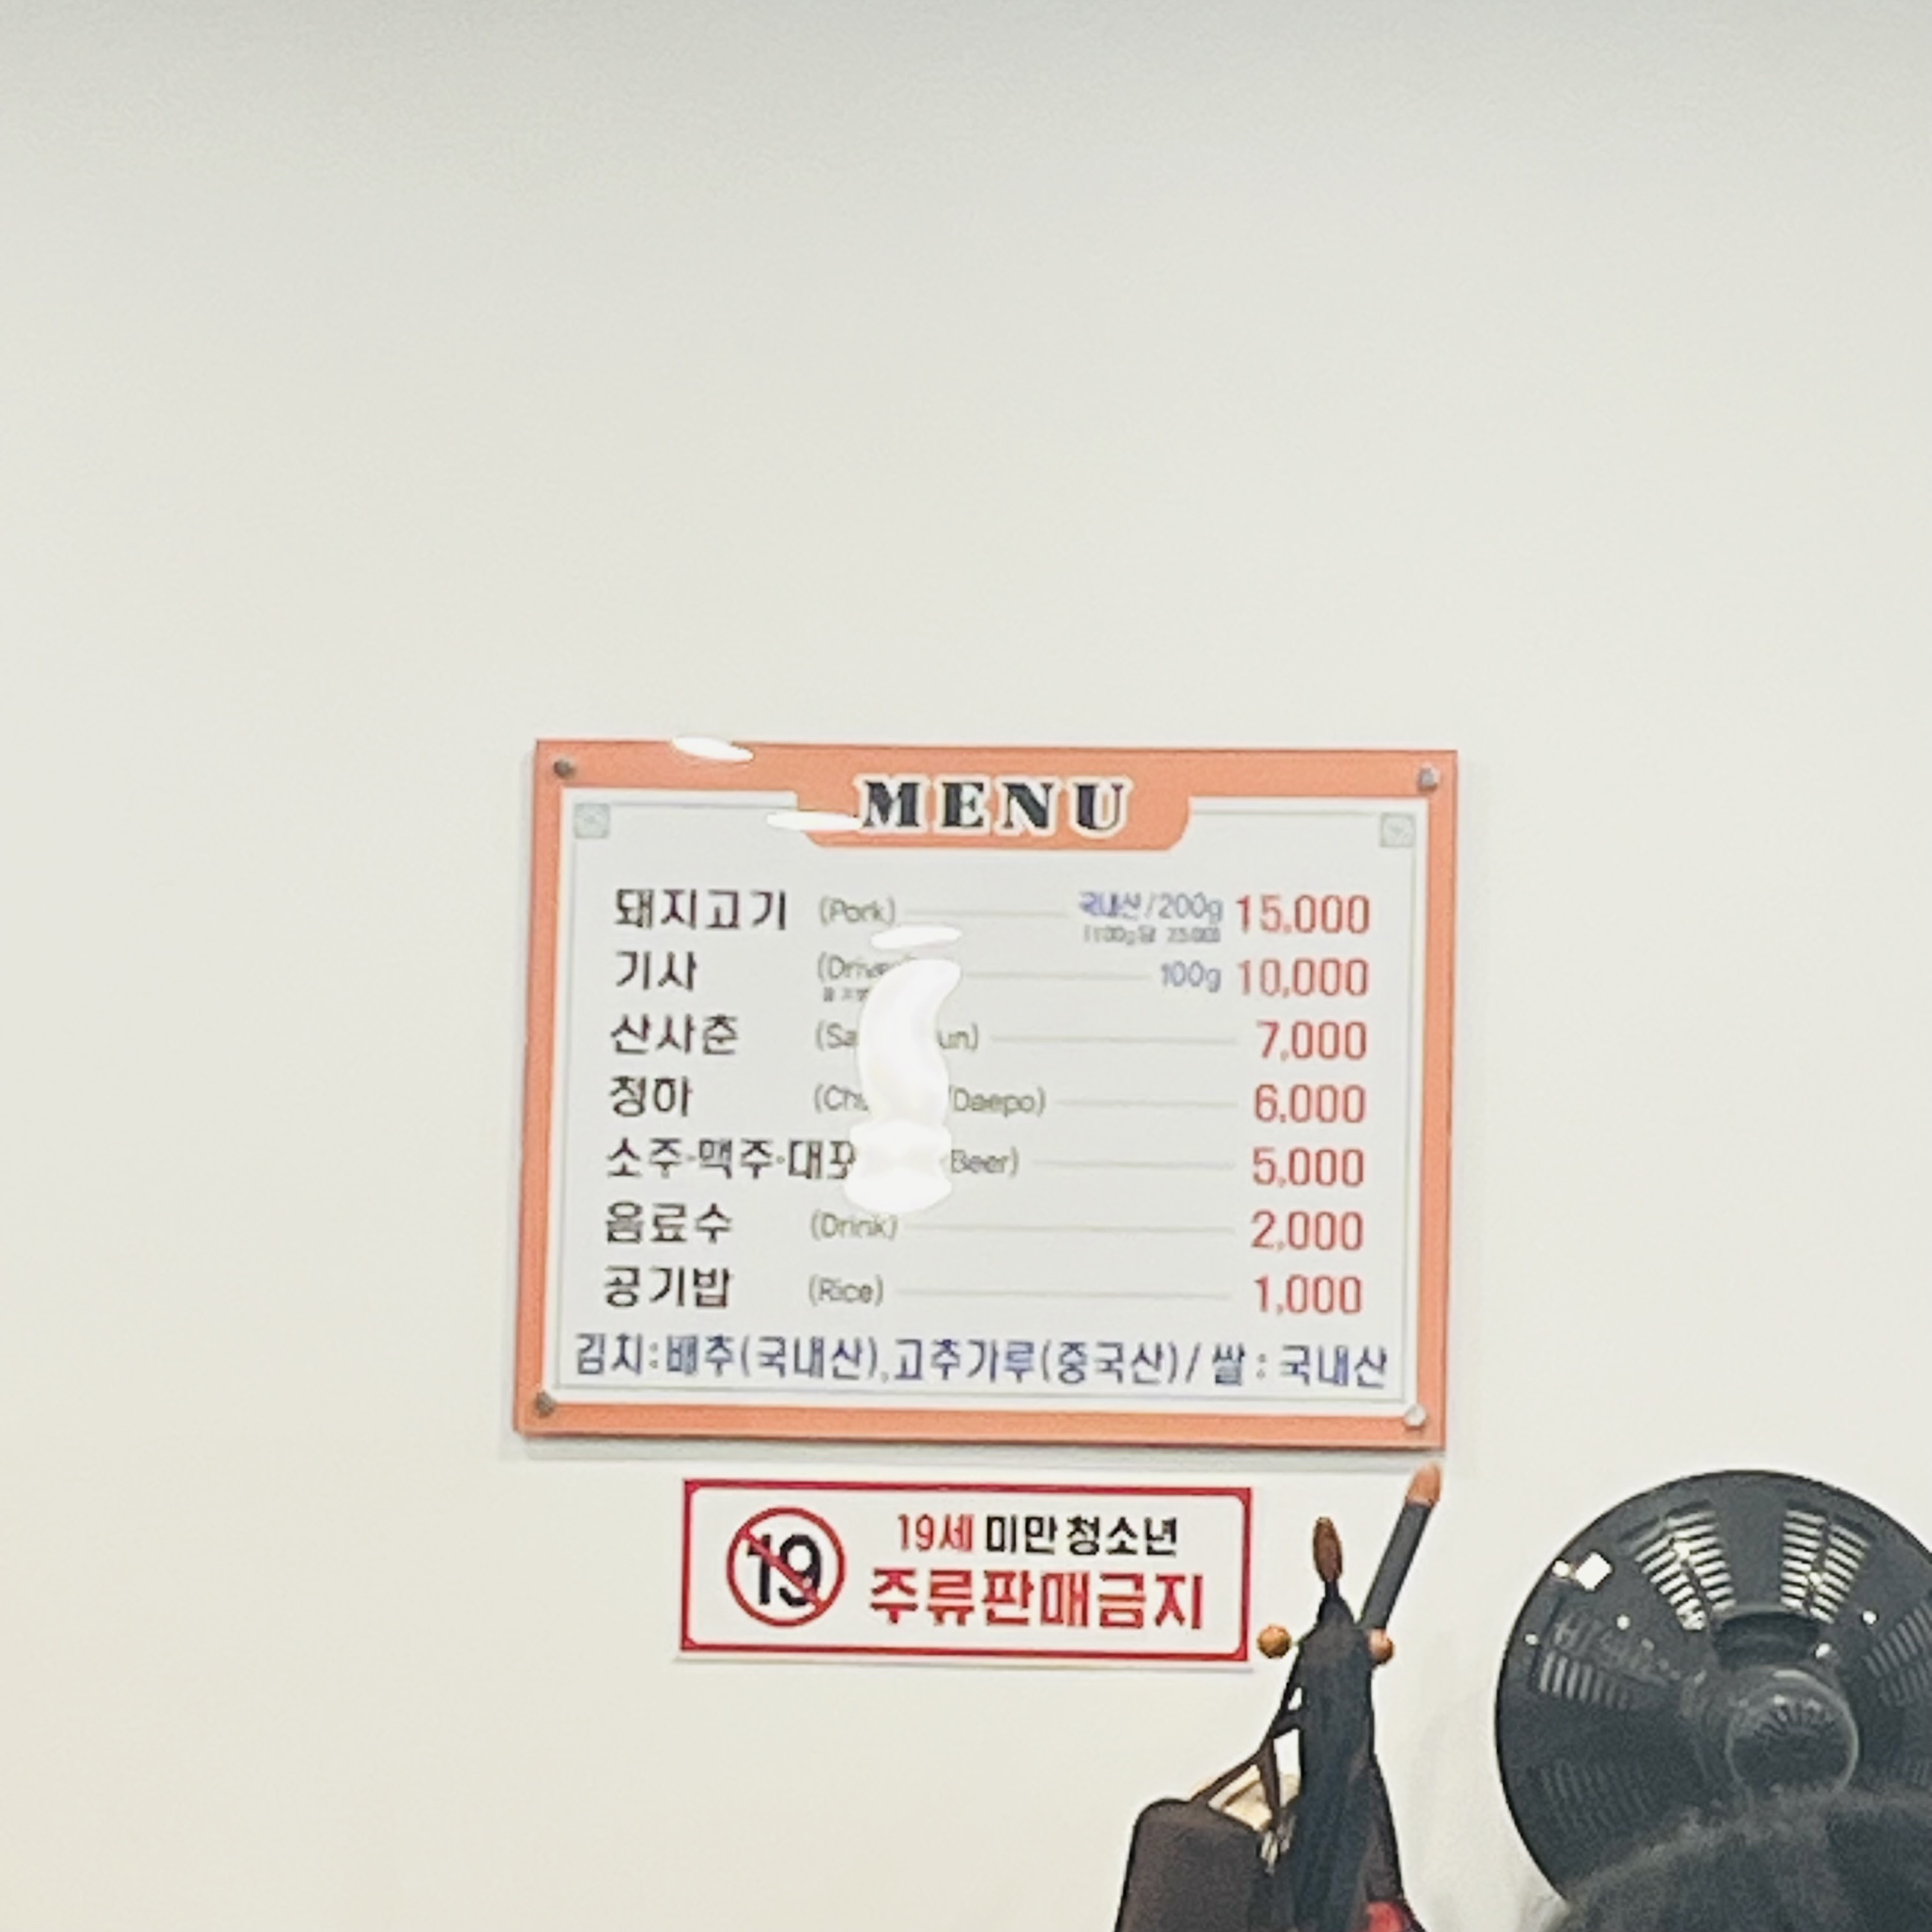 MENU
돼지고기 (Pork) 국내산/200g 15,000
기사 100g 10,000
산사춘 7,000
청하 (Daepo) 6,000
소주·맥주·대포 Beer) 5,000
음료수 (Drink) 2,000
공기밥 (Rice) 1,000
김치:배추(국내산),고추가루(중국산)/ 쌀 : 국내산
19 19세 미만 청소년
주류판매금지